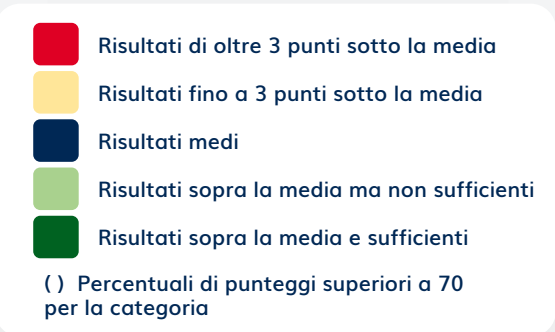 Risultati di oltre 3 punti sotto la media
Risultati fino a 3 punti sotto la media
Risultati medi
Risultati sopra la media ma non sufficienti
Risultati sopra la media e sufficienti
( ) Percentuali di punteggi superiori a 70
per la categoria